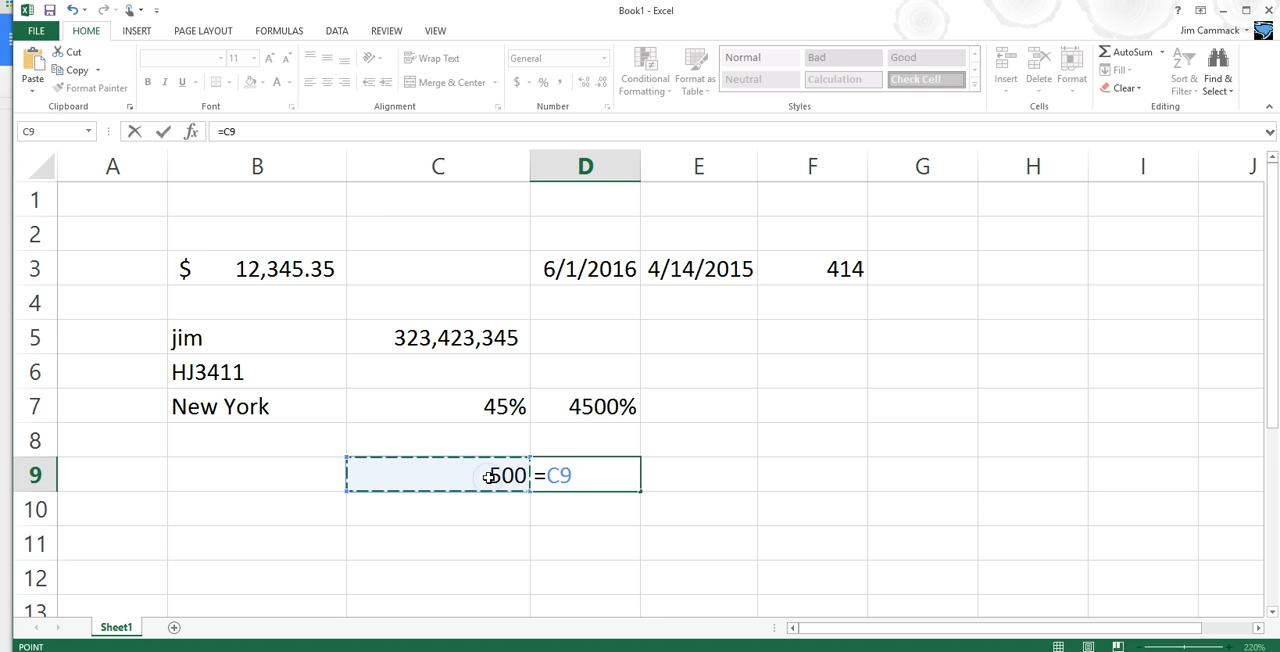 Book1 - Excel
?
FILE HOME INSERT PAGE LAYOUT FORMULAS DATA REVIEW VIEW Jim Cammack
Paste Cut Copy Format Painter Clipboard
11 A A B I U A Font
Wrap Text Merge & Center Alignment
General $ % , Number
Conditional Formatting Format as Table
Normal Bad Good
Neutral Calculation Check Cell
Styles
Insert Delete Format Cells
AutoSum Fill Clear Sort & Filter Find & Select Editing
C9 fx =C9
A B C D E F G H I J
1
2
3 $ 12,345.35 6/1/2016 4/14/2015 414
4
5 jim 323,423,345
6 HJ3411
7 New York 45% 4500%
8
9 500 =C9
10
11
12
13
Sheet1
POINT 220%